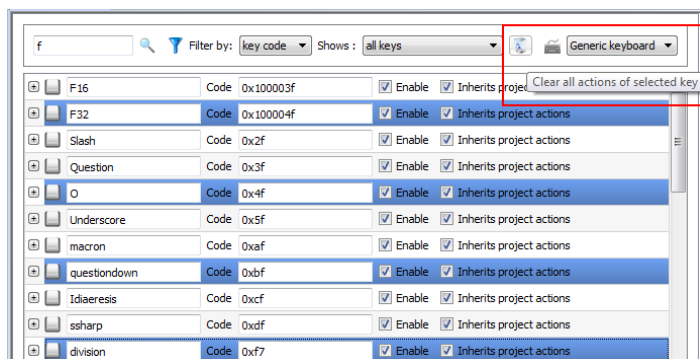 f Filter by: key code Shows : all keys Generic keyboard
Clear all actions of selected key
F16 Code 0x100003f Enable Inherits projec
F32 Code 0x100004f Enable Inherits project actions
Slash Code 0x2f Enable Inherits project actions
Question Code 0x3f Enable Inherits project actions
O Code 0x4f Enable Inherits project actions
Underscore Code 0x5f Enable Inherits project actions
macron Code 0xaf Enable Inherits project actions
questiondown Code 0xbf Enable Inherits project actions
Idiaeresis Code 0xcf Enable Inherits project actions
ssharp Code 0xdf Enable Inherits project actions
division Code 0xf7 Enable Inherits project actions